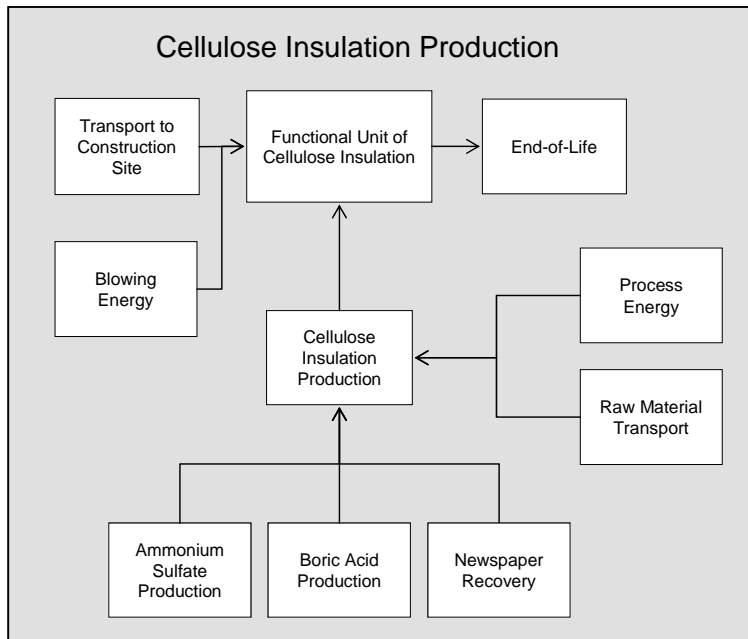 Cellulose Insulation Production
Transport to
Construction
Site
Functional Unit of
Cellulose Insulation
End-of-Life
Blowing
Energy
Process
Energy
Cellulose
Insulation
Production
Raw Material
Transport
Ammonium
Sulfate
Production
Boric Acid
Production
Newspaper
Recovery